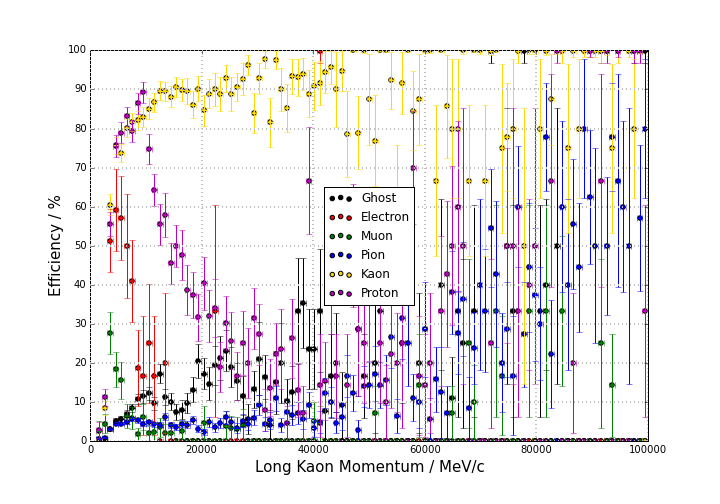 100
90
80
70
60
50
40
30
20
10
0
Efficiency / %
Ghost
Electron
Muon
Pion
Kaon
Proton
0 20000 40000 60000 80000 100000
Long Kaon Momentum / MeV/c